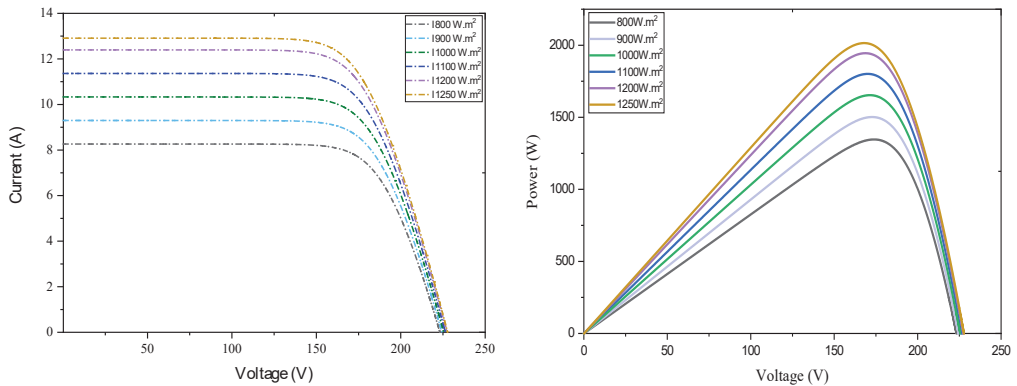 14
12
10
8
6
4
2
0
Current (A)
50 100 150 200 250
Voltage (V)
I800 W.m²
I900 W.m²
I1000 W.m²
I1100 W.m²
I1200 W.m²
I1250 W.m²
2000
1500
1000
500
0
Power (W)
0 50 100 150 200 250
Voltage (V)
800W.m²
900W.m²
1000W.m²
1100W.m²
1200W.m²
1250W.m²